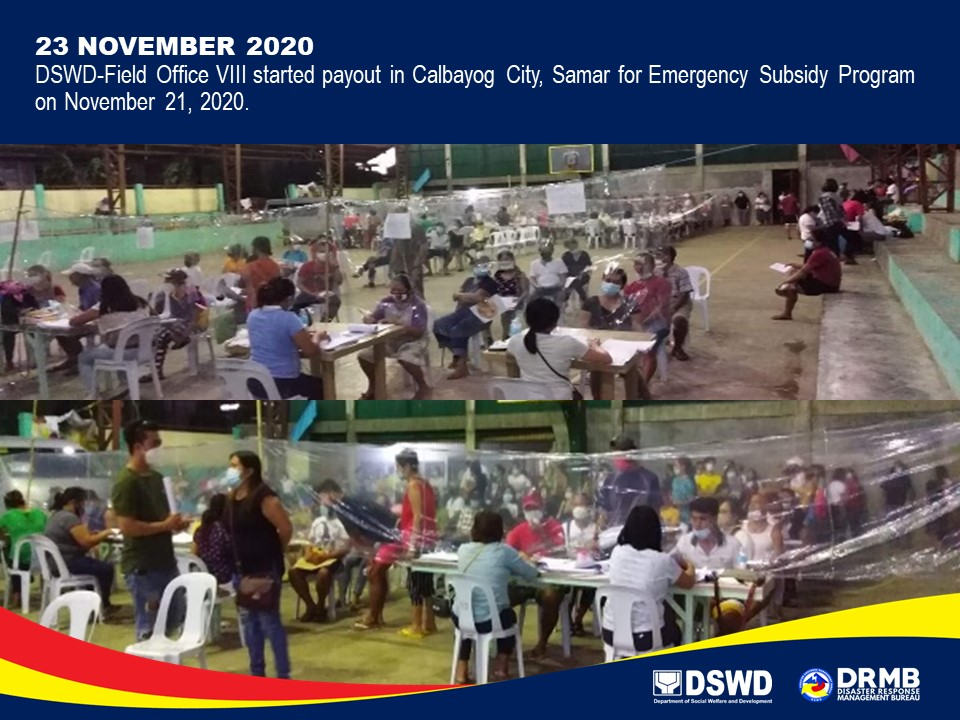 23 NOVEMBER 2020
DSWD-Field Office VIII started payout in Calbayog City, Samar for Emergency Subsidy Program
on November 21, 2020.
DSWD
Department of Social Welfare and Development
DRMB
DISASTER RESPONSE
MANAGEMENT BUREAU